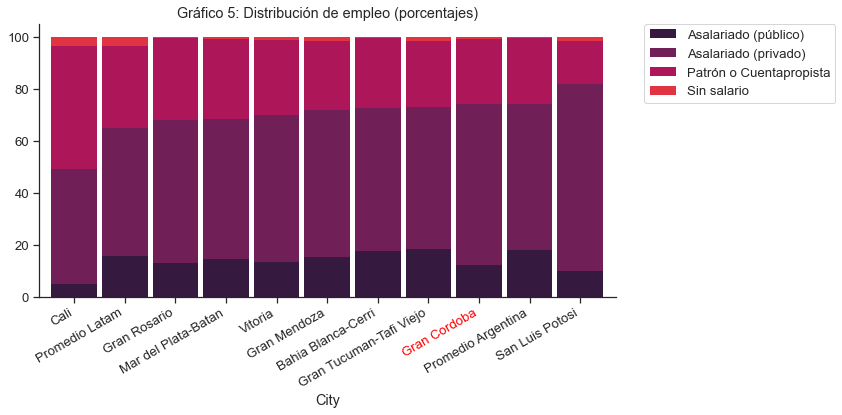 Gráfico 5: Distribución de empleo (porcentajes)
100
80
60
40
20
0
Cali
Promedio Latam
Gran Rosario
Mar del Plata-Batan
Vitoria
Gran Mendoza
Bahia Blanca-Cerri
Gran Tucuman-Tafi Viejo
Gran Cordoba
Promedio Argentina
San Luis Potosi
City
Asalariado (público)
Asalariado (privado)
Patrón o Cuentapropista
Sin salario